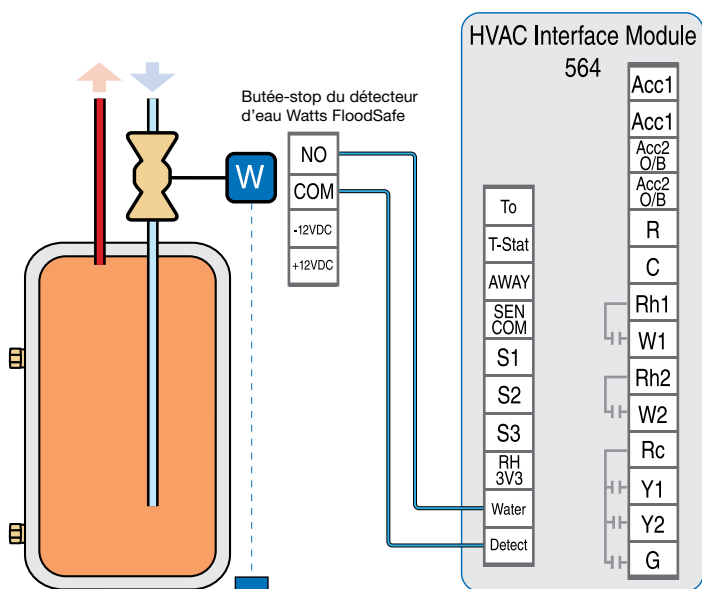 HVAC Interface Module
564
Butée-stop du détecteur
d'eau Watts FloodSafe
W
NO
COM
-12VDC
+12VDC
To
T-Stat
AWAY
SEN
COM
S1
S2
S3
RH
3V3
Water
Detect
Acc1
Acc1
Acc2
O/B
Acc2
O/B
R
C
Rh1
W1
Rh2
W2
Rc
Y1
Y2
G